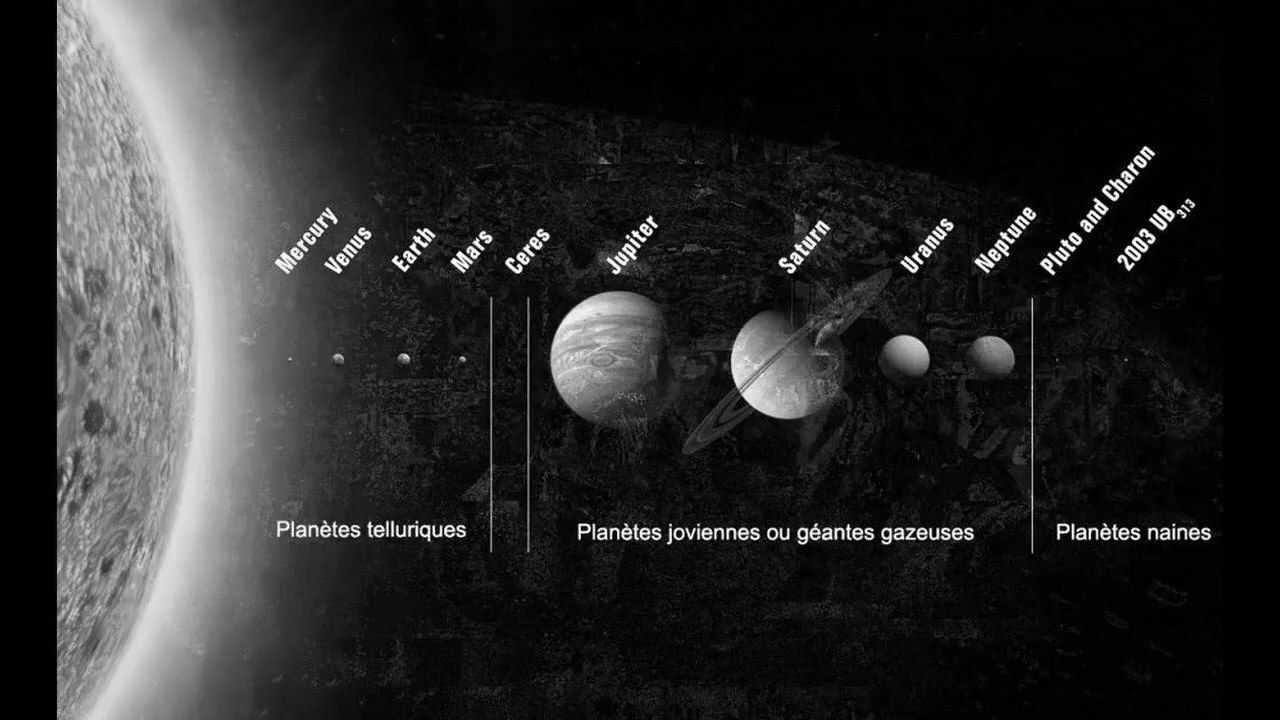 Mercury
Venus
Earth
Mars
Ceres
Jupiter
Saturn
Uranus
Neptune
Pluto and Charon
2003 UB313
Planètes telluriques
Planètes joviennes ou géantes gazeuses
Planètes naines